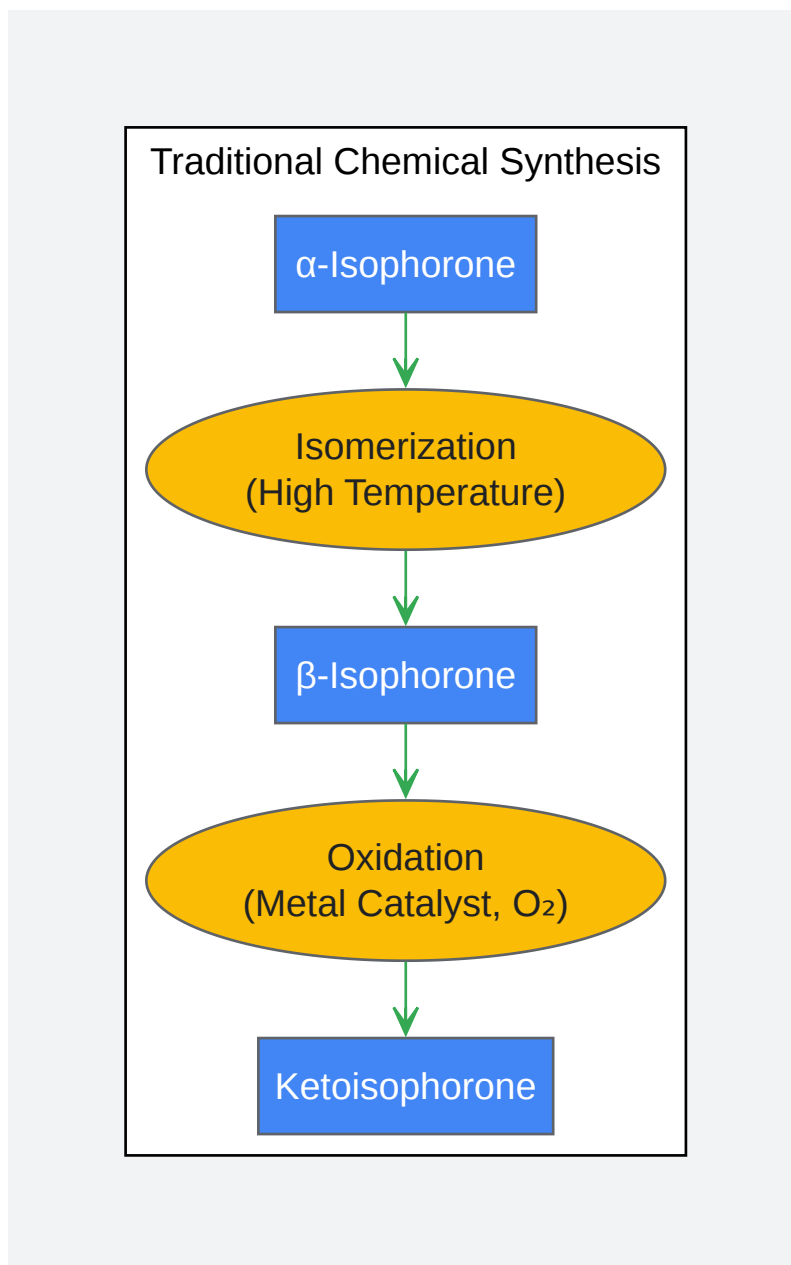 Traditional Chemical Synthesis
α-Isophorone
Isomerization
(High Temperature)
β-Isophorone
Oxidation
(Metal Catalyst, O₂)
Ketoisophorone